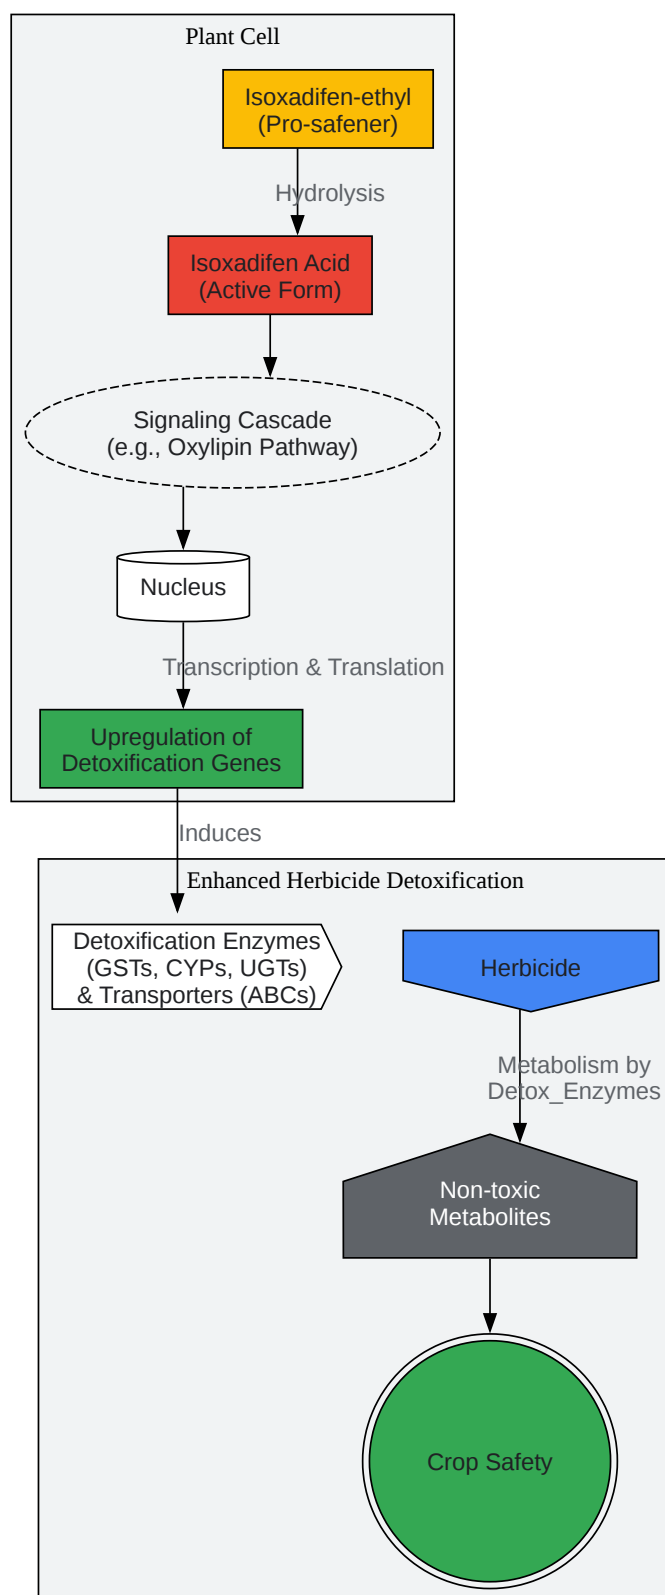 Plant Cell
Isoxadifen-ethyl
(Pro-safener)
Hydrolysis
Isoxadifen Acid
(Active Form)
Signaling Cascade
(e.g., Oxylipin Pathway)
Nucleus
Transcription & Translation
Upregulation of
Detoxification Genes
Induces
Enhanced Herbicide Detoxification
Detoxification Enzymes
(GSTs, CYPs, UGTs)
& Transporters (ABCs)
Herbicide
Metabolism by
Detox_Enzymes
Non-toxic
Metabolites
Crop Safety